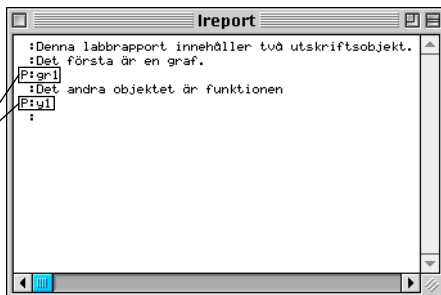 lreport
:Denna labbrapport innehåller två utskriftsobjekt.
:Det första är en graf.
P:gr1
:Det andra objektet är funktionen
P:y1
: